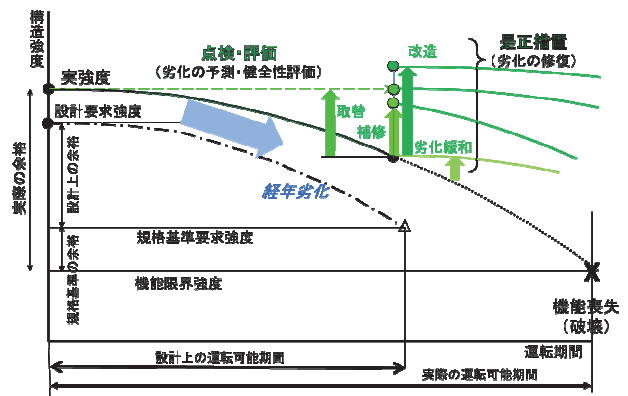 構造強度
点検・評価
(劣化の予測・健全性評価)
改造
是正措置
(劣化の修復)
実強度
設計要求強度
取替
補修
劣化緩和
実際の余裕
設計上の余裕
経年劣化
規格基準の余裕
規格基準要求強度
機能限界強度
機能喪失
(破壊)
運転期間
設計上の運転可能期間
実際の運転可能期間